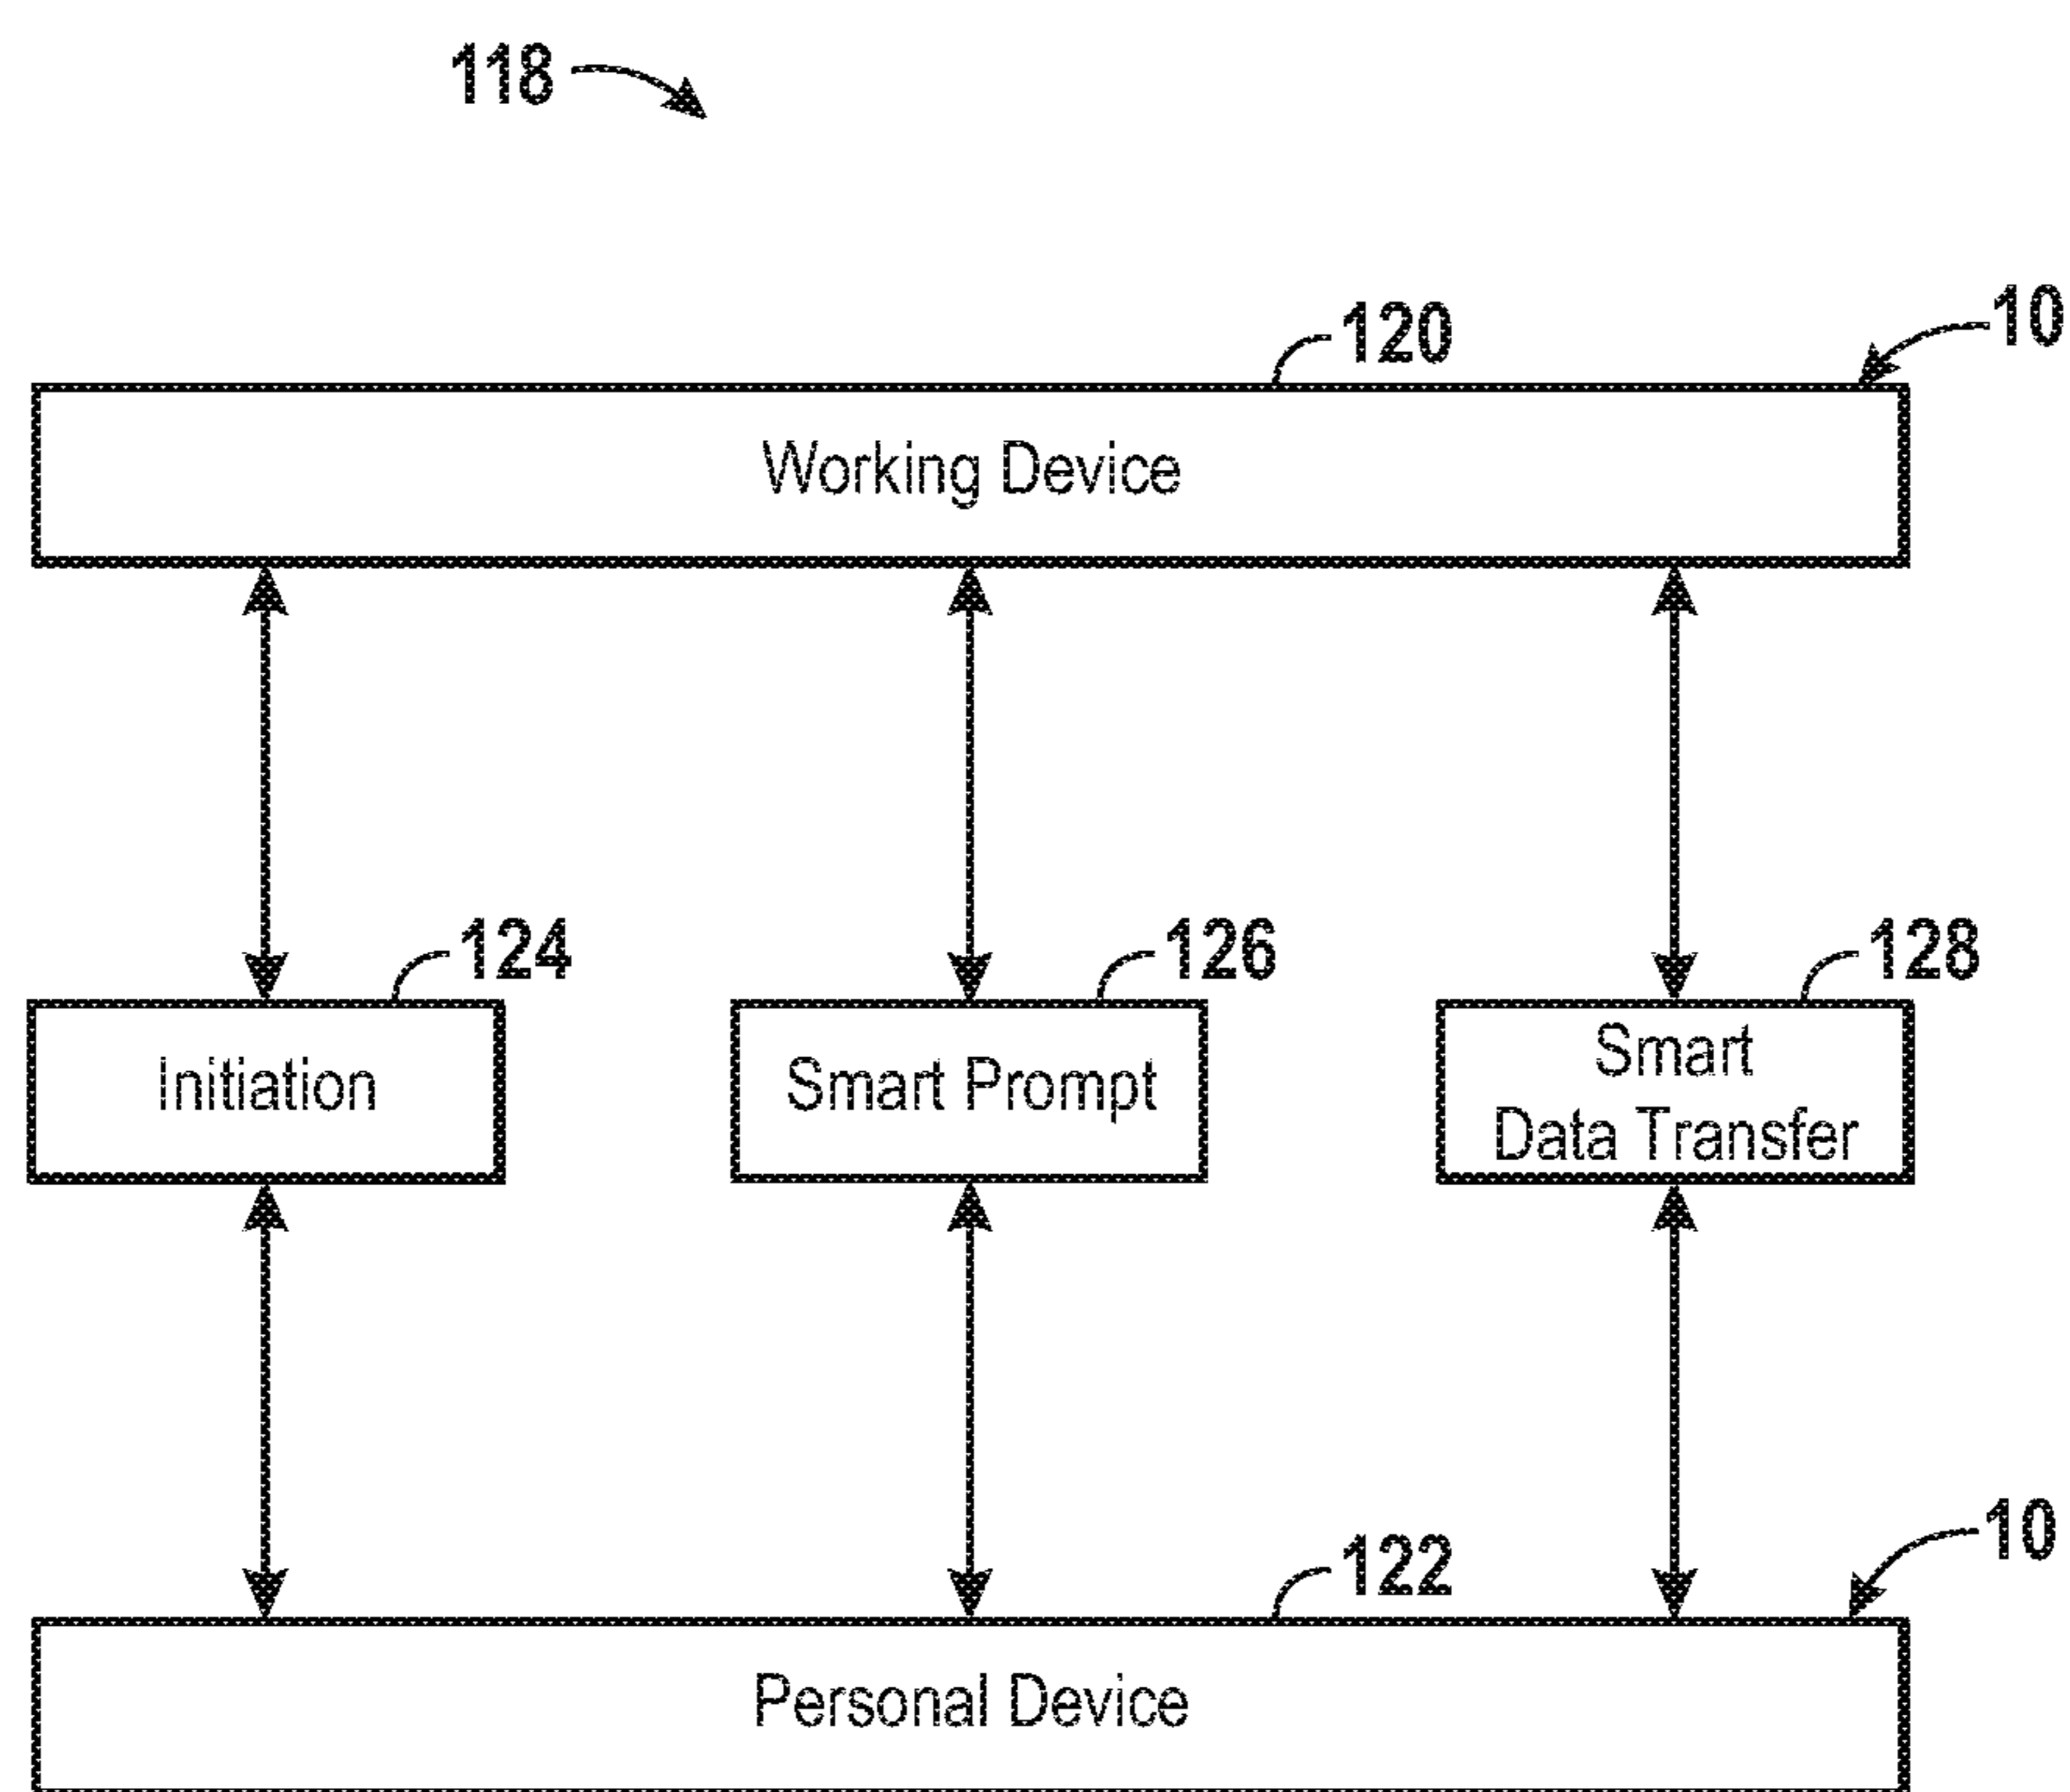 118
10
120
Working Device
124
126
128
Initiation
Smart Prompt
Smart
Data Transfer
10
122
Personal Device